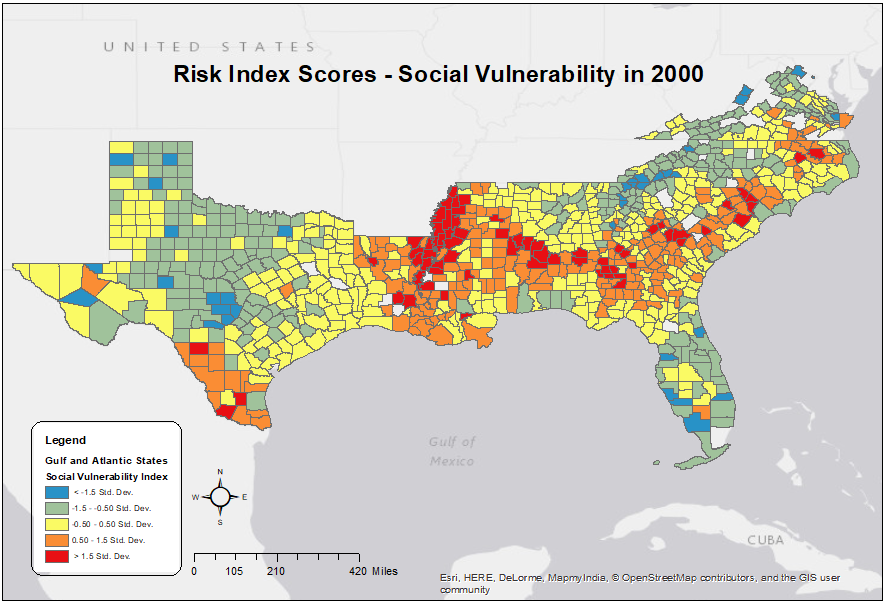 UNITED STATES
Risk Index Scores - Social Vulnerability in 2000
Gulf of
Mexico
Legend
Gulf and Atlantic States
Social Vulnerability Index
< -1.5 Std. Dev.
-1.5 - -0.50 Std. Dev.
-0.50 - 0.50 Std. Dev.
0.50 - 1.5 Std. Dev.
> 1.5 Std. Dev.
N
W E
S
0 105 210 420 Miles
CUBA
Esri, HERE, DeLorme, MapmyIndia, © OpenStreetMap contributors, and the GIS user
community